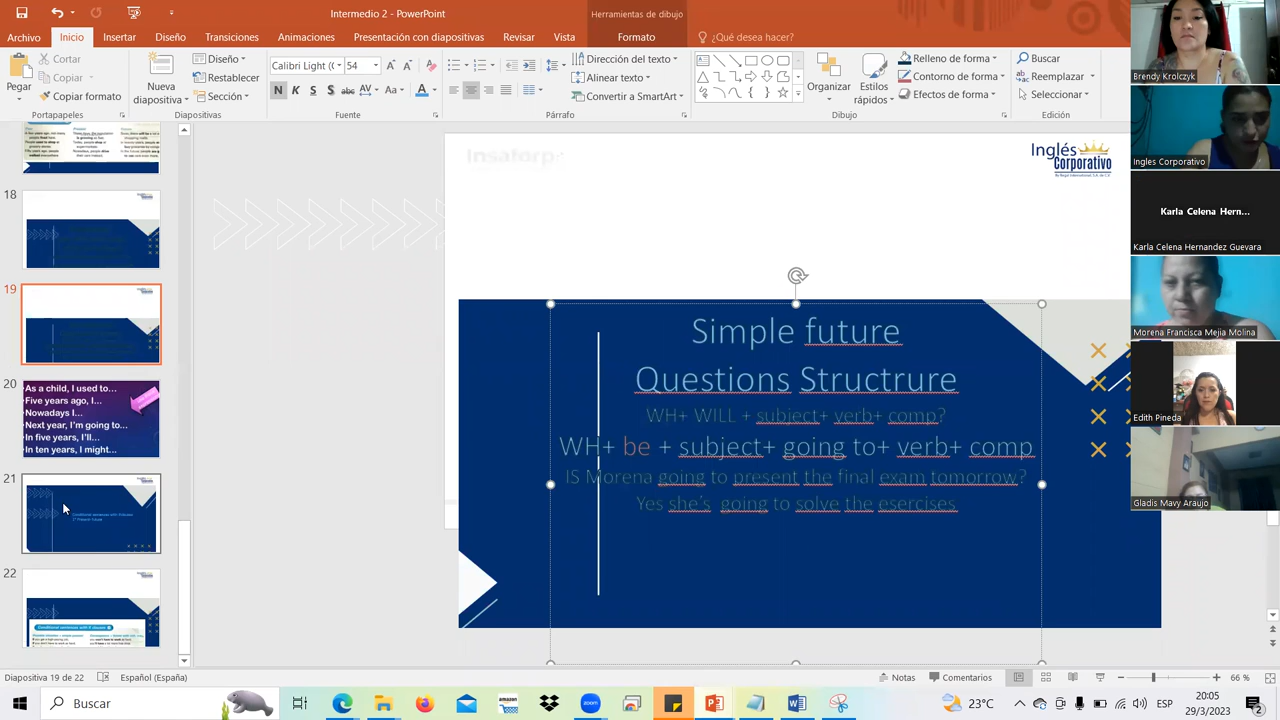 Intermedio 2 - PowerPoint
Herramientas de dibujo
Archivo
Inicio
Insertar
Diseño
Transiciones
Animaciones
Presentación con diapositivas
Revisar
Vista
Formato
¿Qué desea hacer?
Pegar
Cortar
Copiar
Copiar formato
Portapapeles
Nueva
diapositiva
Diseño
Restablecer
Sección
Diapositivas
Calibri Light (
54
N K S S abc AV Aa A
Fuente
Dirección del texto
Alinear texto
Convertir a SmartArt
Párrafo
Organizar
Estilos
rápidos
Relleno de forma
Contorno de forma
Efectos de forma
Dibujo
Buscar
Reemplazar
Seleccionar
Edición
18
19
20
As a child, I used to...
Five years ago, I...
Nowadays I...
Next year, I'm going to...
In five years, I'll...
In ten years, I might...
21
22
Inglés
Corporativo
Simple future
Questions Structrure
WH+ WILL + subject+ verb+ comp?
WH+ be + subject+ going to+ verb+ comp
IS Morena going to present the final exam tomorrow?
Yes she's going to solve the esercises
Brendy Krolczyk
Ingles Corporativo
Karla Celena Hern...
Karla Celena Hernandez Guevara
Morena Francisca Mejia Molina
Edith Pineda
Gladis Mavy Araujo
Diapositiva 19 de 22
Español (España)
Notas
Comentarios
66 %
Buscar
amazon
zoom
23°C
ESP
20:05
29/3/2023
2